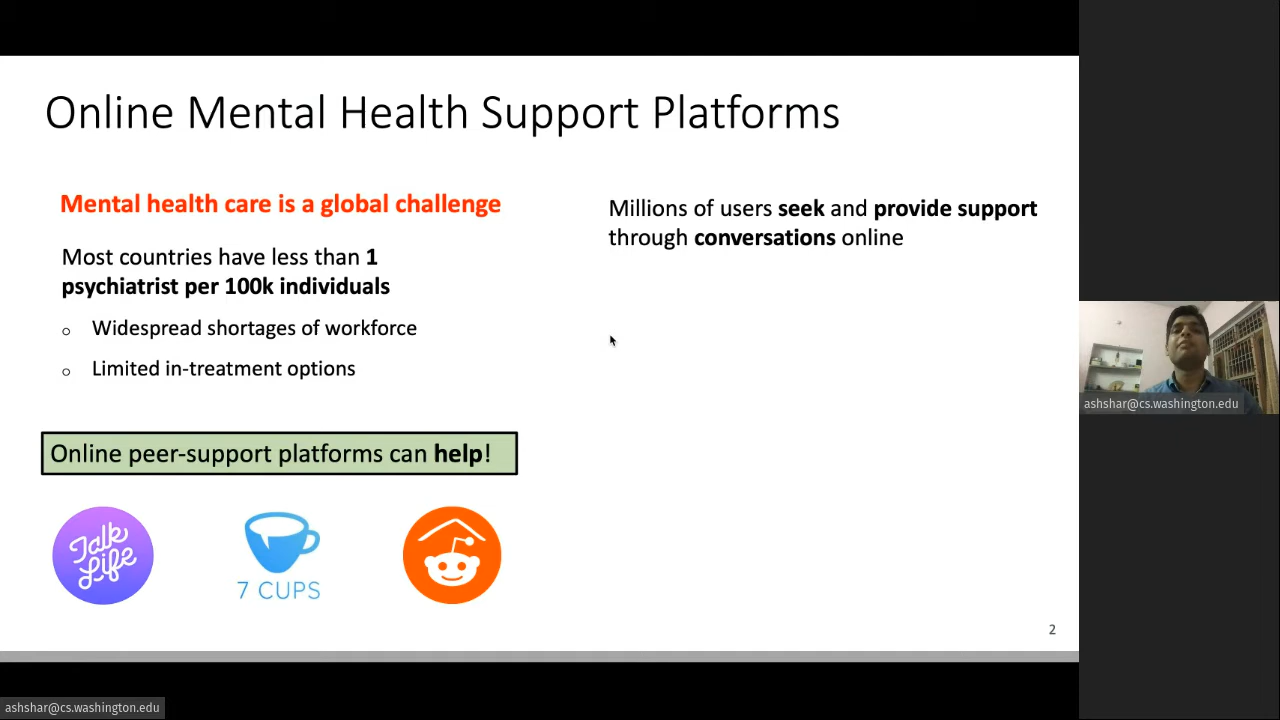 Online Mental Health Support Platforms
Mental health care is a global challenge
Most countries have less than 1
psychiatrist per 100k individuals
o Widespread shortages of workforce
o Limited in-treatment options
Online peer-support platforms can help!
Talk
Life
7 CUPS
Millions of users seek and provide support
through conversations online
2
ashshar@cs.washington.edu
ashshar@cs.washington.edu